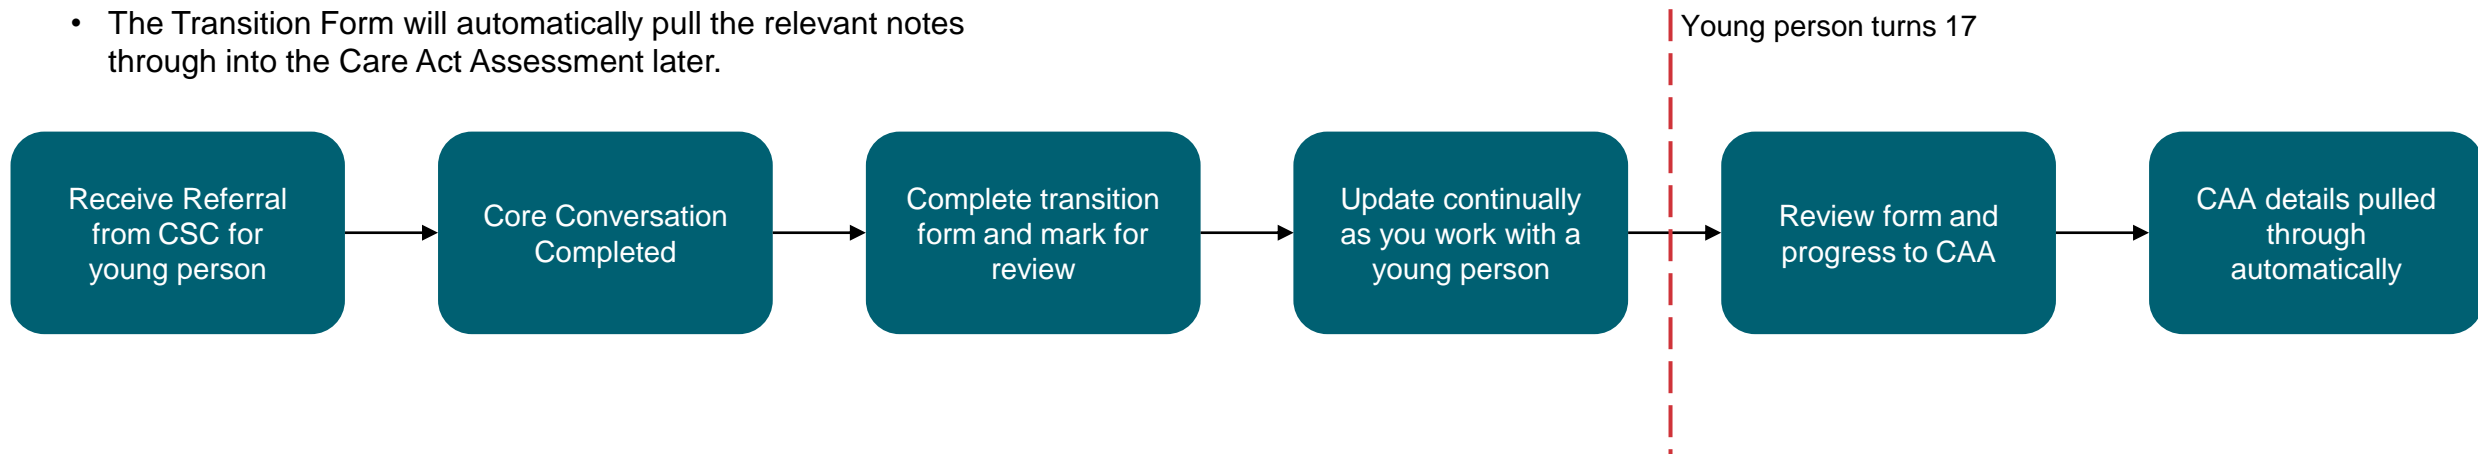 • The Transition Form will automatically pull the relevant notes
through into the Care Act Assessment later.
Young person turns 17
Receive Referral
from CSC for
young person
Core Conversation
Completed
Complete transition
form and mark for
review
Update continually
as you work with a
young person
Review form and
progress to CAA
CAA details pulled
through
automatically